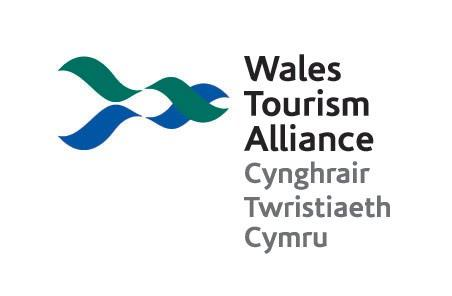 Wales
Tourism
Alliance
Cynghrair
Twristiaeth
Cymru